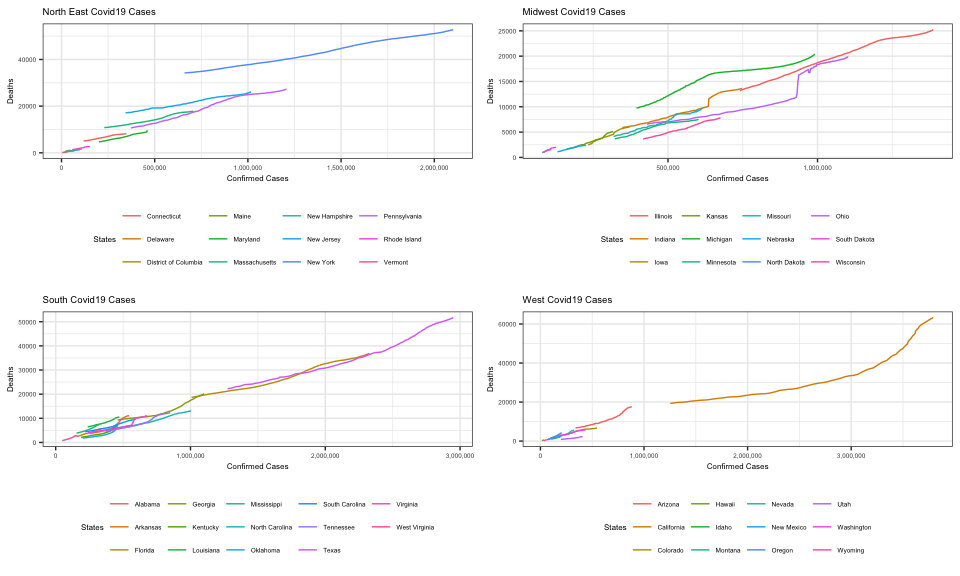 North East Covid19 Cases
40000
20000
0
Deaths
0
500,000
1,000,000
1,500,000
2,000,000
Confirmed Cases
States
Connecticut
Maine
New Hampshire
Pennsylvania
Delaware
Maryland
New Jersey
Rhode Island
District of Columbia
Massachusetts
New York
Vermont
Midwest Covid19 Cases
25000
20000
15000
10000
5000
0
Deaths
500,000
1,000,000
Confirmed Cases
States
Illinois
Kansas
Missouri
Ohio
Indiana
Michigan
Nebraska
South Dakota
Iowa
Minnesota
North Dakota
Wisconsin
South Covid19 Cases
50000
40000
30000
20000
10000
0
Deaths
0
1,000,000
2,000,000
3,000,000
Confirmed Cases
States
Alabama
Georgia
Mississippi
South Carolina
Virginia
Arkansas
Kentucky
North Carolina
Tennessee
West Virginia
Florida
Louisiana
Oklahoma
Texas
West Covid19 Cases
60000
40000
20000
0
Deaths
0
1,000,000
2,000,000
3,000,000
Confirmed Cases
States
Arizona
Hawaii
Nevada
Utah
California
Idaho
New Mexico
Washington
Colorado
Montana
Oregon
Wyoming